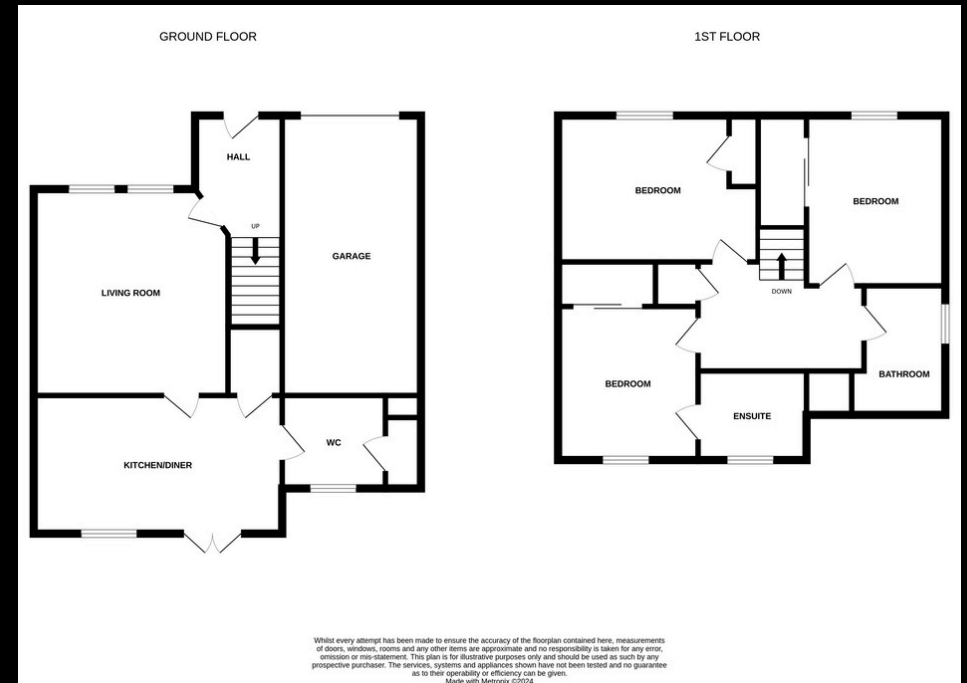 GROUND FLOOR
1ST FLOOR
HALL
UP
GARAGE
LIVING ROOM
WC
KITCHEN/DINER
BEDROOM
BEDROOM
DOWN
BEDROOM
BATHROOM
ENSUITE
Whilst every attempt has been made to ensure the accuracy of the floorplan contained here, measurements
of doors, windows, rooms and any other items are approximate and no responsibility is taken for any error,
omission or mis-statement. This plan is for illustrative purposes only and should be used as such by any
prospective purchaser. The services, systems and appliances shown have not been tested and no guarantee
as to their operability or efficiency can be given.
Made with Metropix ©2024